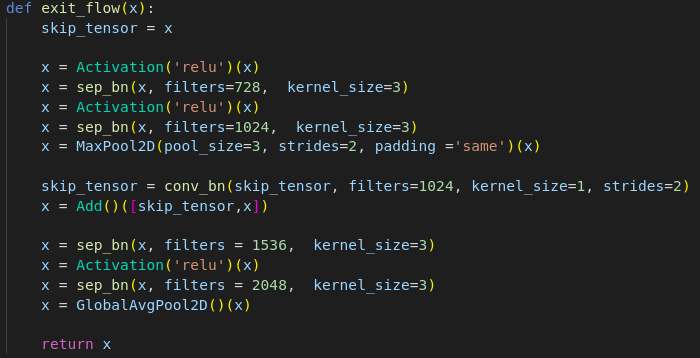 def exit_flow(x):
    skip_tensor = x

    x = Activation('relu')(x)
    x = sep_bn(x, filters=728,  kernel_size=3)
    x = Activation('relu')(x)
    x = sep_bn(x, filters=1024,  kernel_size=3)
    x = MaxPool2D(pool_size=3, strides=2, padding ='same')(x)

    skip_tensor = conv_bn(skip_tensor, filters=1024, kernel_size=1, strides=2)
    x = Add()([skip_tensor,x])

    x = sep_bn(x, filters = 1536,  kernel_size=3)
    x = Activation('relu')(x)
    x = sep_bn(x, filters = 2048,  kernel_size=3)
    x = GlobalAvgPool2D()(x)

    return x